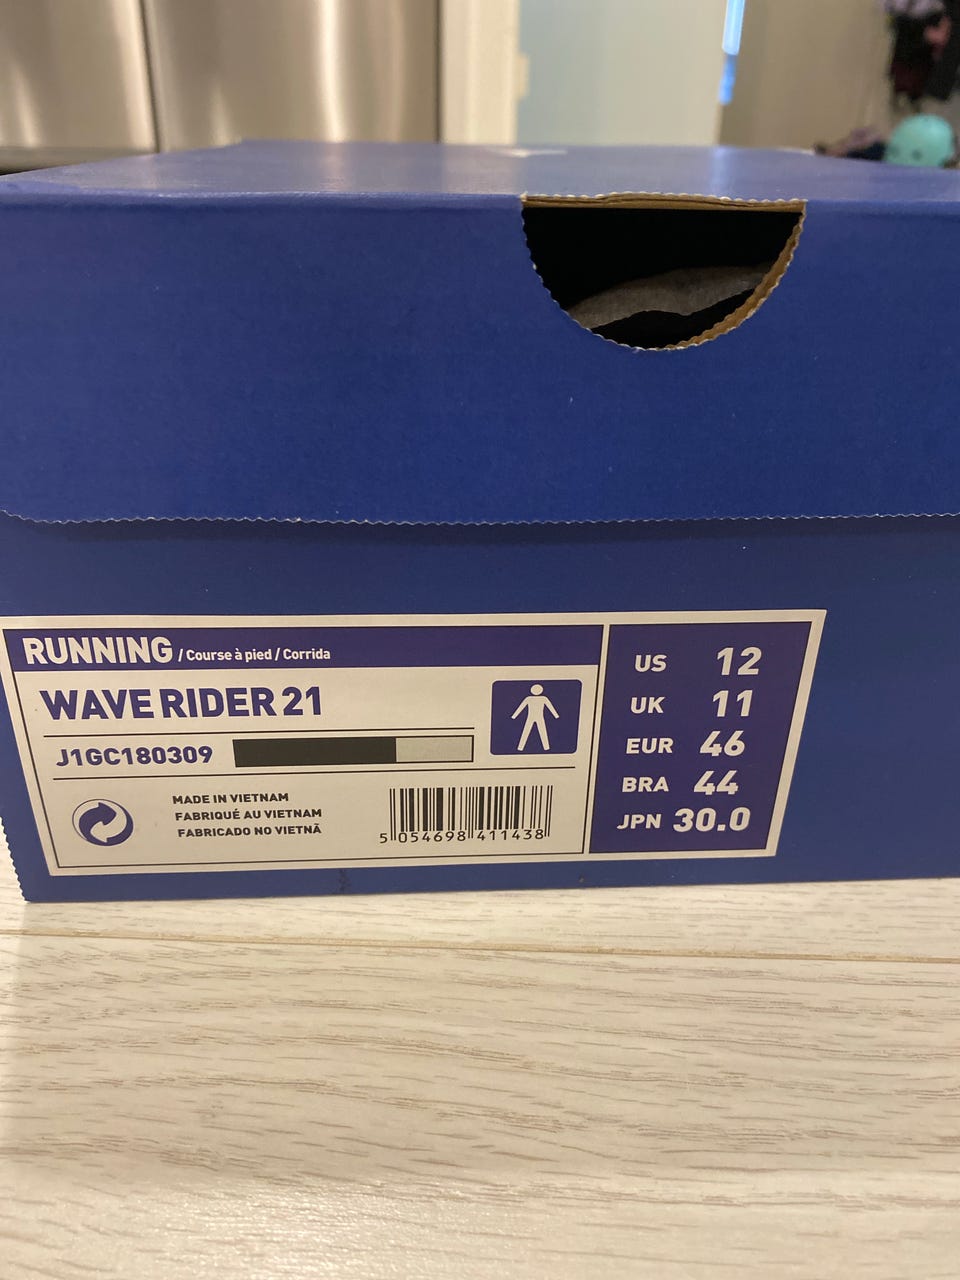 RUNNING / Course à pied / Corrida
WAVE RIDER 21
J1GC180309
MADE IN VIETNAM
FABRIQUÉ AU VIETNAM
FABRICADO NO VIETNÃ
5 054698 411438
US 12
UK 11
EUR 46
BRA 44
JPN 30.0